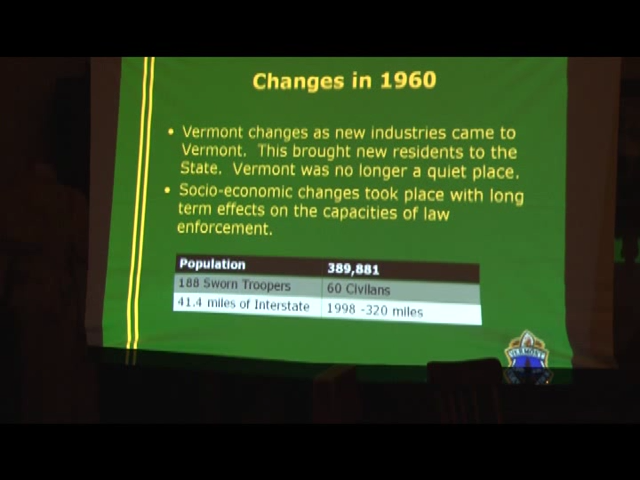 Changes in 1960
• Vermont changes as new industries came to
Vermont. This brought new residents to the
State. Vermont was no longer a quiet place.
• Socio-economic changes took place with long
term effects on the capacities of law
enforcement.
Population 389,881
188 Sworn Troopers 60 Civilans
41.4 miles of Interstate 1998 -320 miles
VERMONT